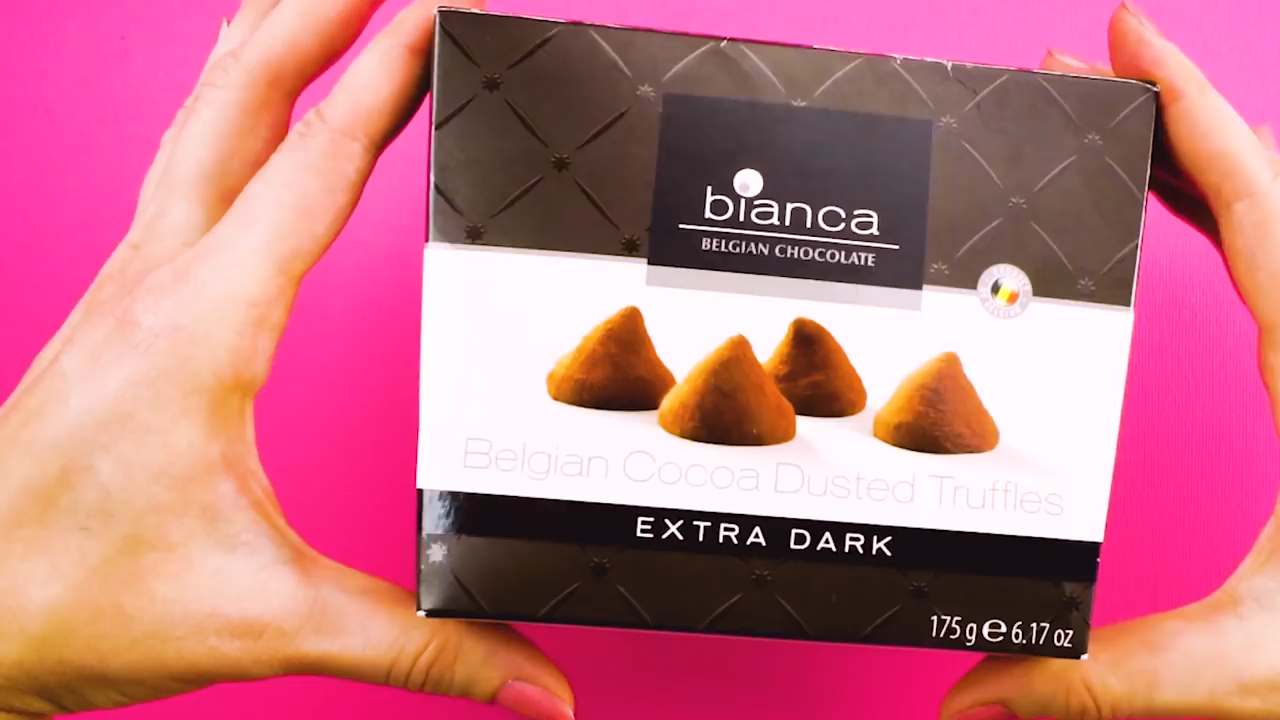 bianca
BELGIAN CHOCOLATE
Belgian Cocoa Dusted Truffles
EXTRA DARK
175 g e 6.17 oz